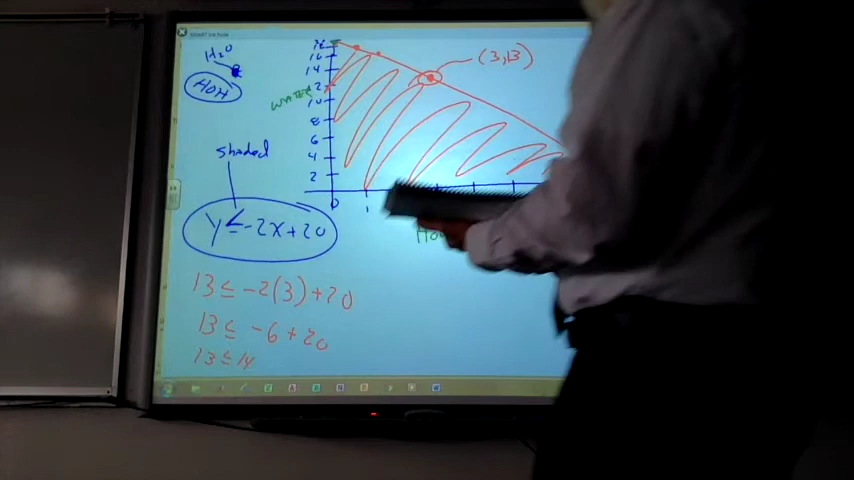 H₂O
HOH
WATER
16
14
12
10
8
6
4
2
0
1
(3,13)
shaded
y ≤ -2x+20
13 ≤ -2(3)+20
13 ≤ -6+20
13 ≤ 14